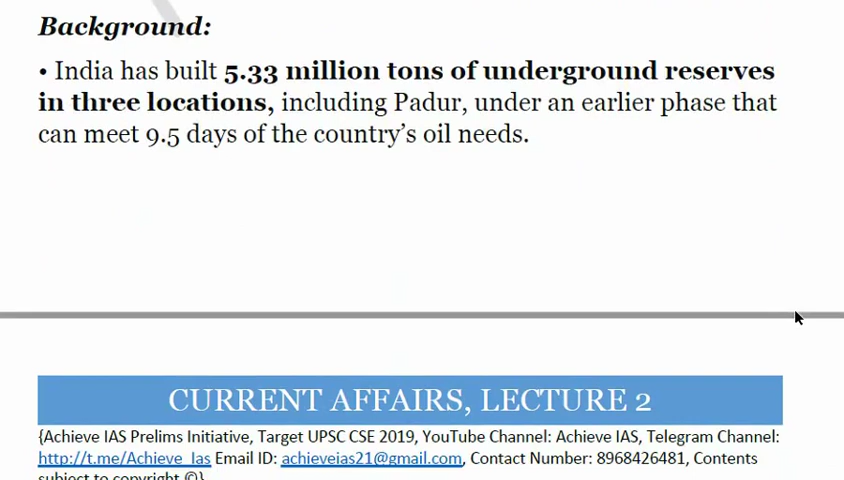 Background:
• India has built 5.33 million tons of underground reserves
in three locations, including Padur, under an earlier phase that
can meet 9.5 days of the country’s oil needs.
CURRENT AFFAIRS, LECTURE 2
{Achieve IAS Prelims Initiative, Target UPSC CSE 2019, YouTube Channel: Achieve IAS, Telegram Channel:
http://t.me/Achieve_Ias Email ID: achieveias21@gmail.com, Contact Number: 8968426481, Contents
subject to copyright ©}